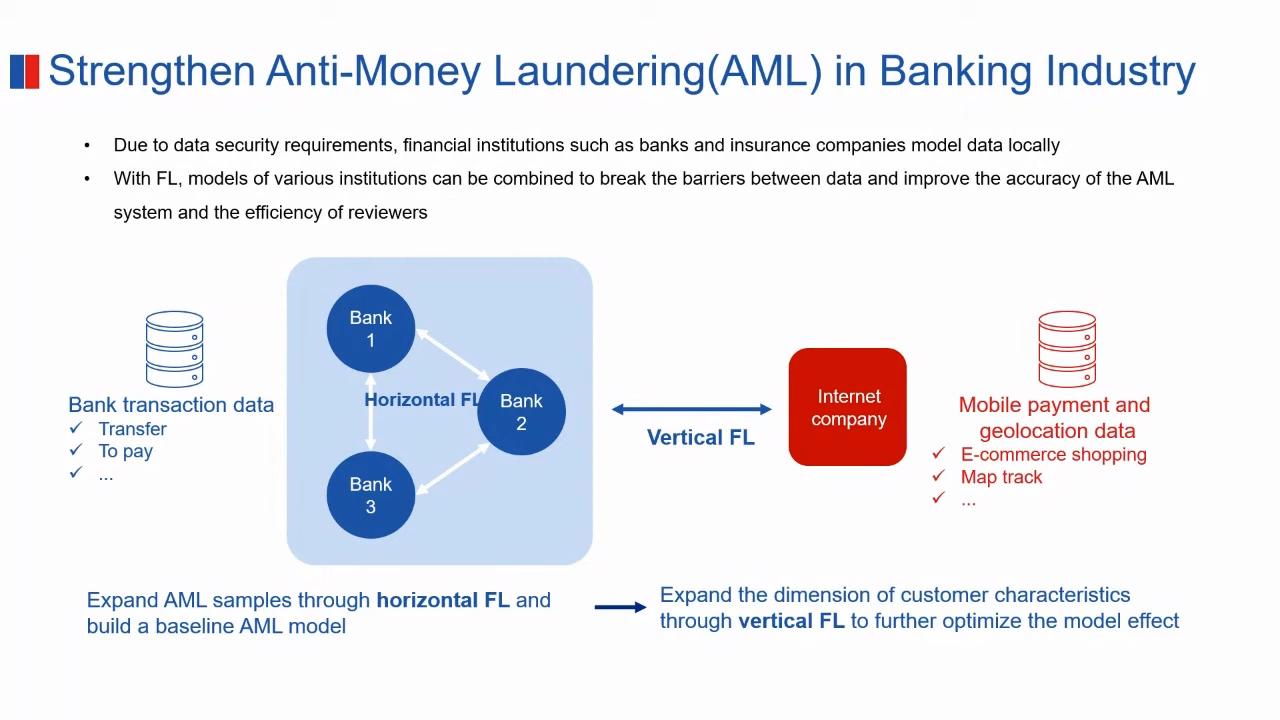 Strengthen Anti-Money Laundering(AML) in Banking Industry
• Due to data security requirements, financial institutions such as banks and insurance companies model data locally
• With FL, models of various institutions can be combined to break the barriers between data and improve the accuracy of the AML
system and the efficiency of reviewers
Bank transaction data
✓ Transfer
✓ To pay
✓ ...
Bank
1
Horizontal FL
Bank
2
Bank
3
Vertical FL
Internet
company
Mobile payment and
geolocation data
✓ E-commerce shopping
✓ Map track
✓ ...
Expand AML samples through horizontal FL and
build a baseline AML model
Expand the dimension of customer characteristics
through vertical FL to further optimize the model effect